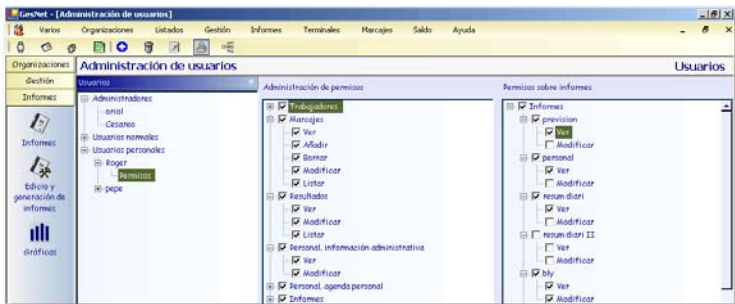 GesNet - [Administración de usuarios]
Varios Organizaciones Listados Gestión Informes Terminales Marcajes Saldo Ayuda
Organizaciones
Gestión
Informes
Informes
Edicio y
generación de
informes
Gráficos
Administración de usuarios
Usuarios
Usuarios
Administradores
oriol
Cesareo
Usuarios normales
Usuarios personales
Roger
Permisos
pepe
Administración de permisos
Trabajadores
Marcajes
Ver
Añadir
Borrar
Modificar
Listar
Resultados
Ver
Modificar
Listar
Personal, información administrativa
Ver
Modificar
Personal, agenda personal
Informes
Permisos sobre informes
Informes
prevision
Ver
Modificar
personal
Ver
Modificar
resum diari
Ver
Modificar
resum diari II
Ver
Modificar
bly
Ver
Modificar